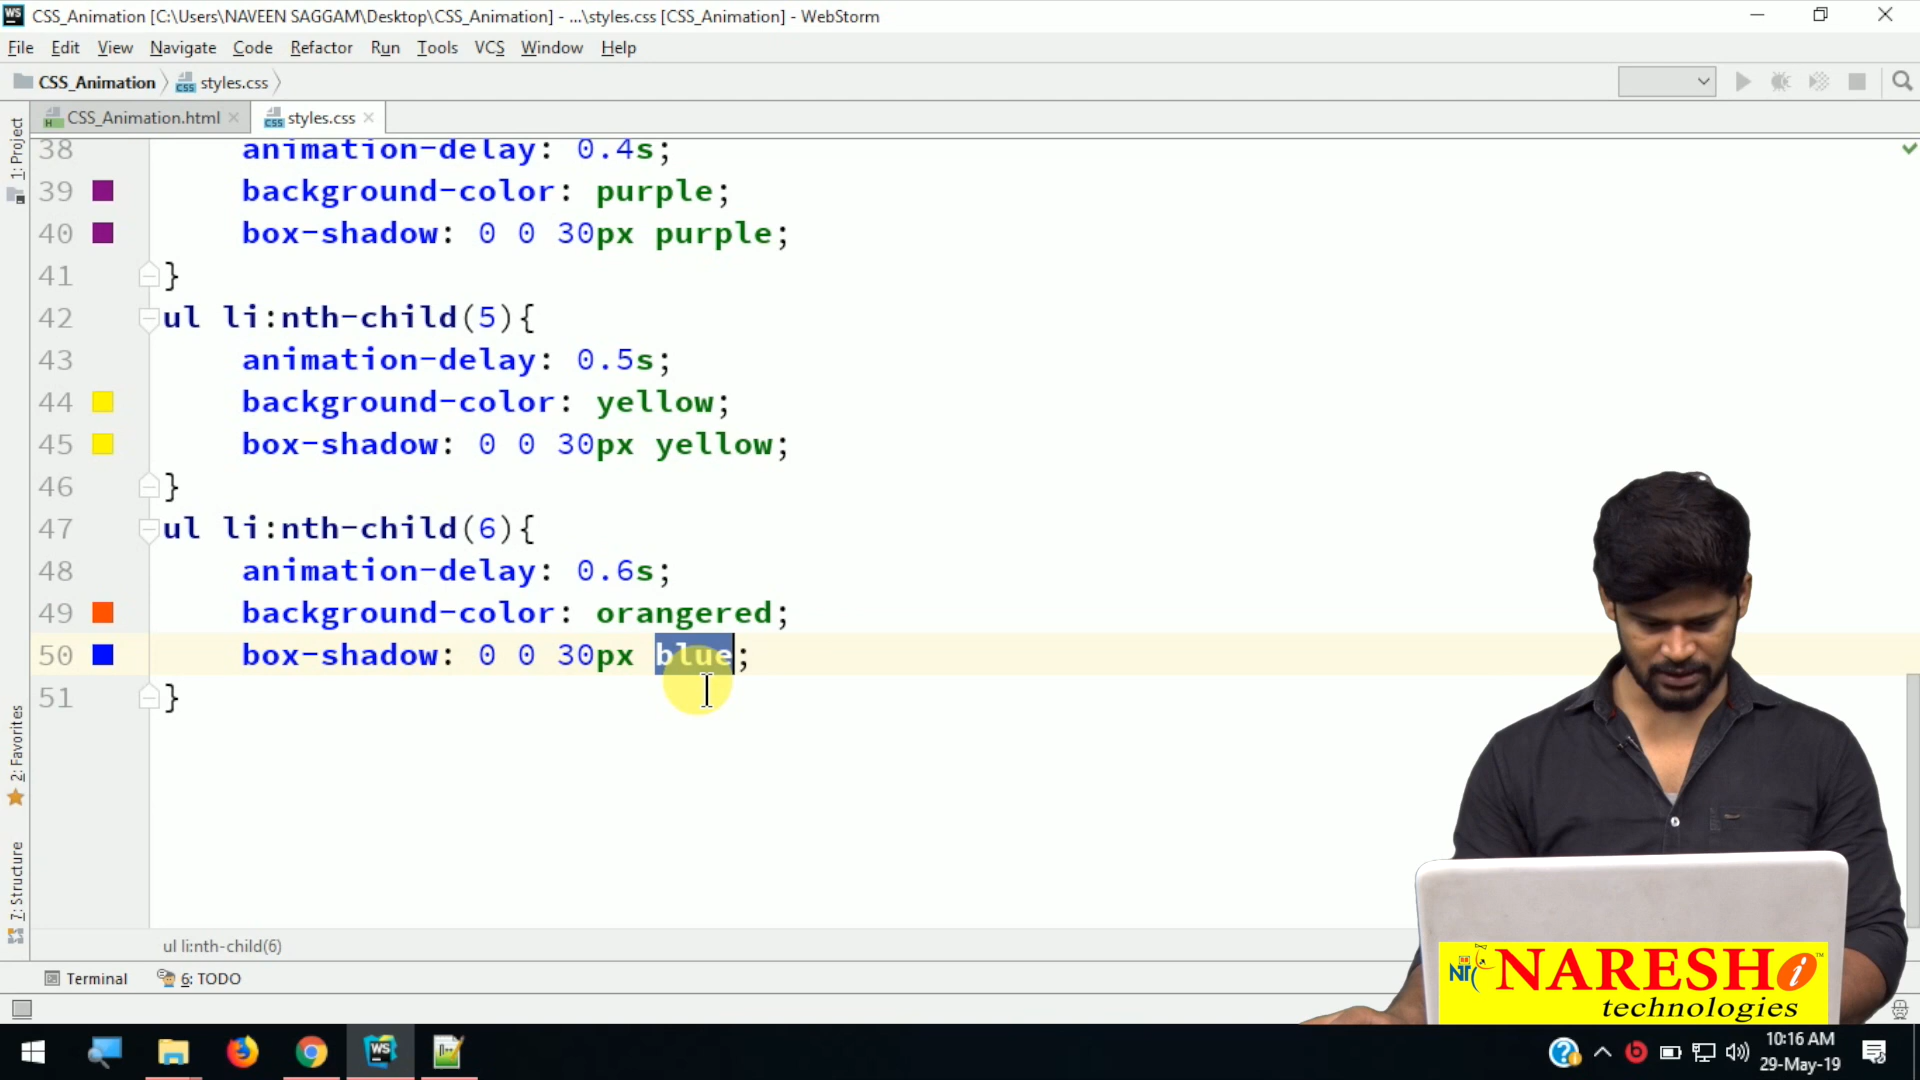 CSS_Animation [C:\Users\NAVEEN SAGGAM\Desktop\CSS_Animation] - ...\styles.css [CSS_Animation] - WebStorm
File Edit View Navigate Code Refactor Run Tools VCS Window Help
CSS_Animation styles.css
CSS_Animation.html styles.css
1: Project
38 animation-delay: 0.4s;
39 background-color: purple;
40 box-shadow: 0 0 30px purple;
41 }
42 ul li:nth-child(5){
43 animation-delay: 0.5s;
44 background-color: yellow;
45 box-shadow: 0 0 30px yellow;
46 }
47 ul li:nth-child(6){
48 animation-delay: 0.6s;
49 background-color: orangered;
50 box-shadow: 0 0 30px blue;
51 }
2: Favorites
7: Structure
ul li:nth-child(6)
Terminal 6: TODO
NARESH i
technologies
10:16 AM
29-May-19